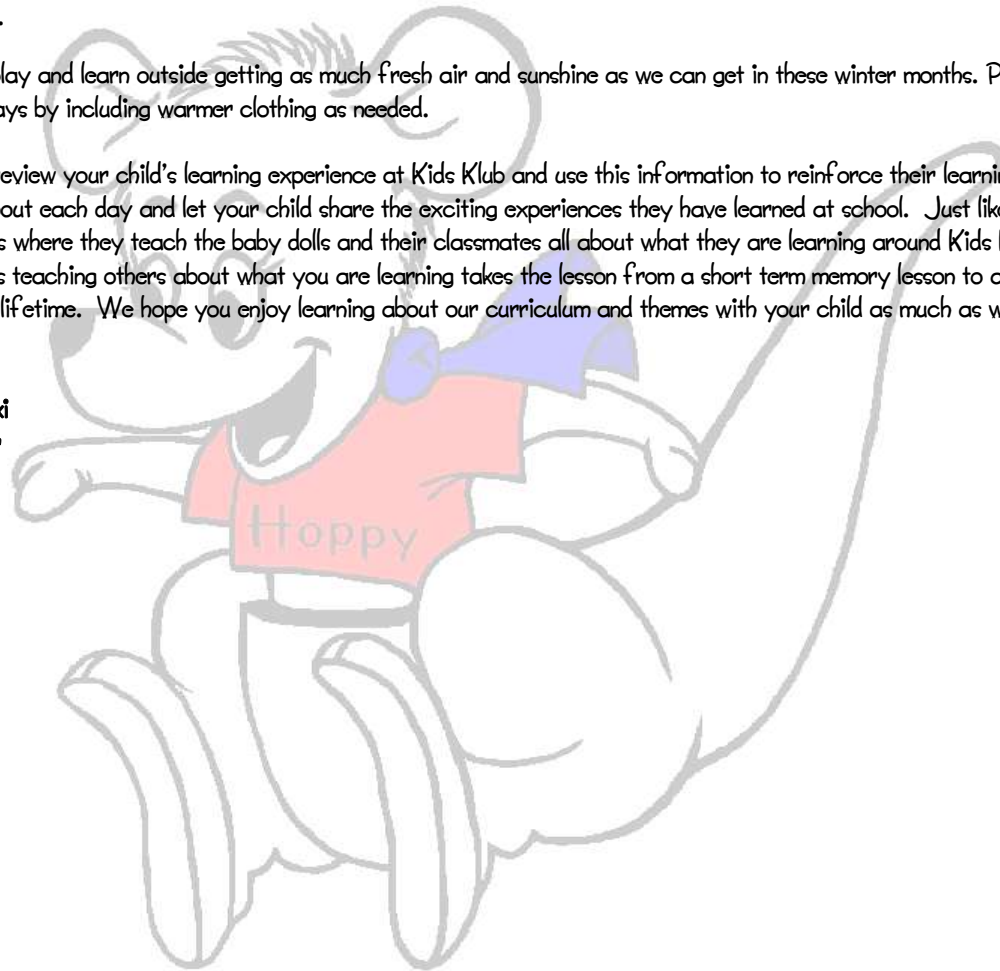 .
lay and learn outside getting as much fresh air and sunshine as we can get in these winter months. P
ays by including warmer clothing as needed.
eview your child's learning experience at Kids Klub and use this information to reinforce their learnin
out each day and let your child share the exciting experiences they have learned at school. Just like
s where they teach the baby dolls and their classmates all about what they are learning around Kids
s teaching others about what you are learning takes the lesson from a short term memory lesson to
lifetime. We hope you enjoy learning about our curriculum and themes with your child as much as w
ki
Hoppy